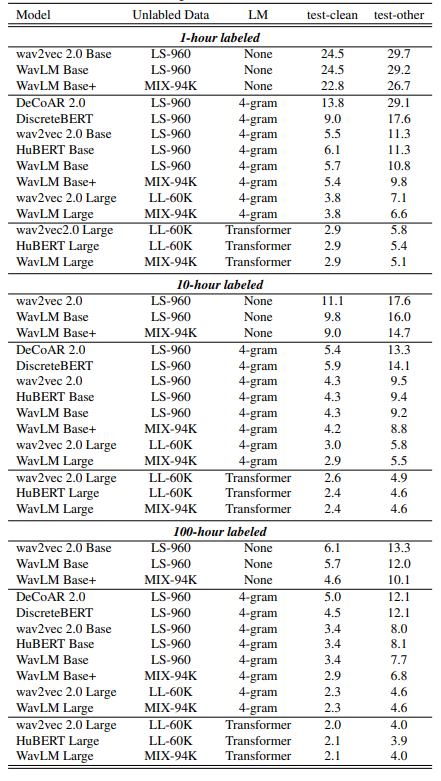 Model Unlabled Data LM test-clean test-other
1-hour labeled
wav2vec 2.0 Base LS-960 None 24.5 29.7
WavLM Base LS-960 None 24.5 29.2
WavLM Base+ MIX-94K None 22.8 26.7
DeCoAR 2.0 LS-960 4-gram 13.8 29.1
DiscreteBERT LS-960 4-gram 9.0 17.6
wav2vec 2.0 Base LS-960 4-gram 5.5 11.3
HuBERT Base LS-960 4-gram 6.1 11.3
WavLM Base LS-960 4-gram 5.7 10.8
WavLM Base+ MIX-94K 4-gram 5.4 9.8
wav2vec 2.0 Large LL-60K 4-gram 3.8 7.1
WavLM Large MIX-94K 4-gram 3.8 6.6
wav2vec2.0 Large LL-60K Transformer 2.9 5.8
HuBERT Large LL-60K Transformer 2.9 5.4
WavLM Large MIX-94K Transformer 2.9 5.1
10-hour labeled
wav2vec 2.0 LS-960 None 11.1 17.6
WavLM Base LS-960 None 9.8 16.0
WavLM Base+ MIX-94K None 9.0 14.7
DeCoAR 2.0 LS-960 4-gram 5.4 13.3
DiscreteBERT LS-960 4-gram 5.9 14.1
wav2vec 2.0 LS-960 4-gram 4.3 9.5
HuBERT Base LS-960 4-gram 4.3 9.4
WavLM Base LS-960 4-gram 4.3 9.2
WavLM Base+ MIX-94K 4-gram 4.2 8.8
wav2vec 2.0 Large LL-60K 4-gram 3.0 5.8
WavLM Large MIX-94K 4-gram 2.9 5.5
wav2vec 2.0 Large LL-60K Transformer 2.6 4.9
HuBERT Large LL-60K Transformer 2.4 4.6
WavLM Large MIX-94K Transformer 2.4 4.6
100-hour labeled
wav2vec 2.0 Base LS-960 None 6.1 13.3
WavLM Base LS-960 None 5.7 12.0
WavLM Base+ MIX-94K None 4.6 10.1
DeCoAR 2.0 LS-960 4-gram 5.0 12.1
DiscreteBERT LS-960 4-gram 4.5 12.1
wav2vec 2.0 Base LS-960 4-gram 3.4 8.0
HuBERT Base LS-960 4-gram 3.4 8.1
WavLM Base LS-960 4-gram 3.4 7.7
WavLM Base+ MIX-94K 4-gram 2.9 6.8
wav2vec 2.0 Large LL-60K 4-gram 2.3 4.6
WavLM Large MIX-94K 4-gram 2.3 4.6
wav2vec 2.0 Large LL-60K Transformer 2.0 4.0
HuBERT Large LL-60K Transformer 2.1 3.9
WavLM Large MIX-94K Transformer 2.1 4.0